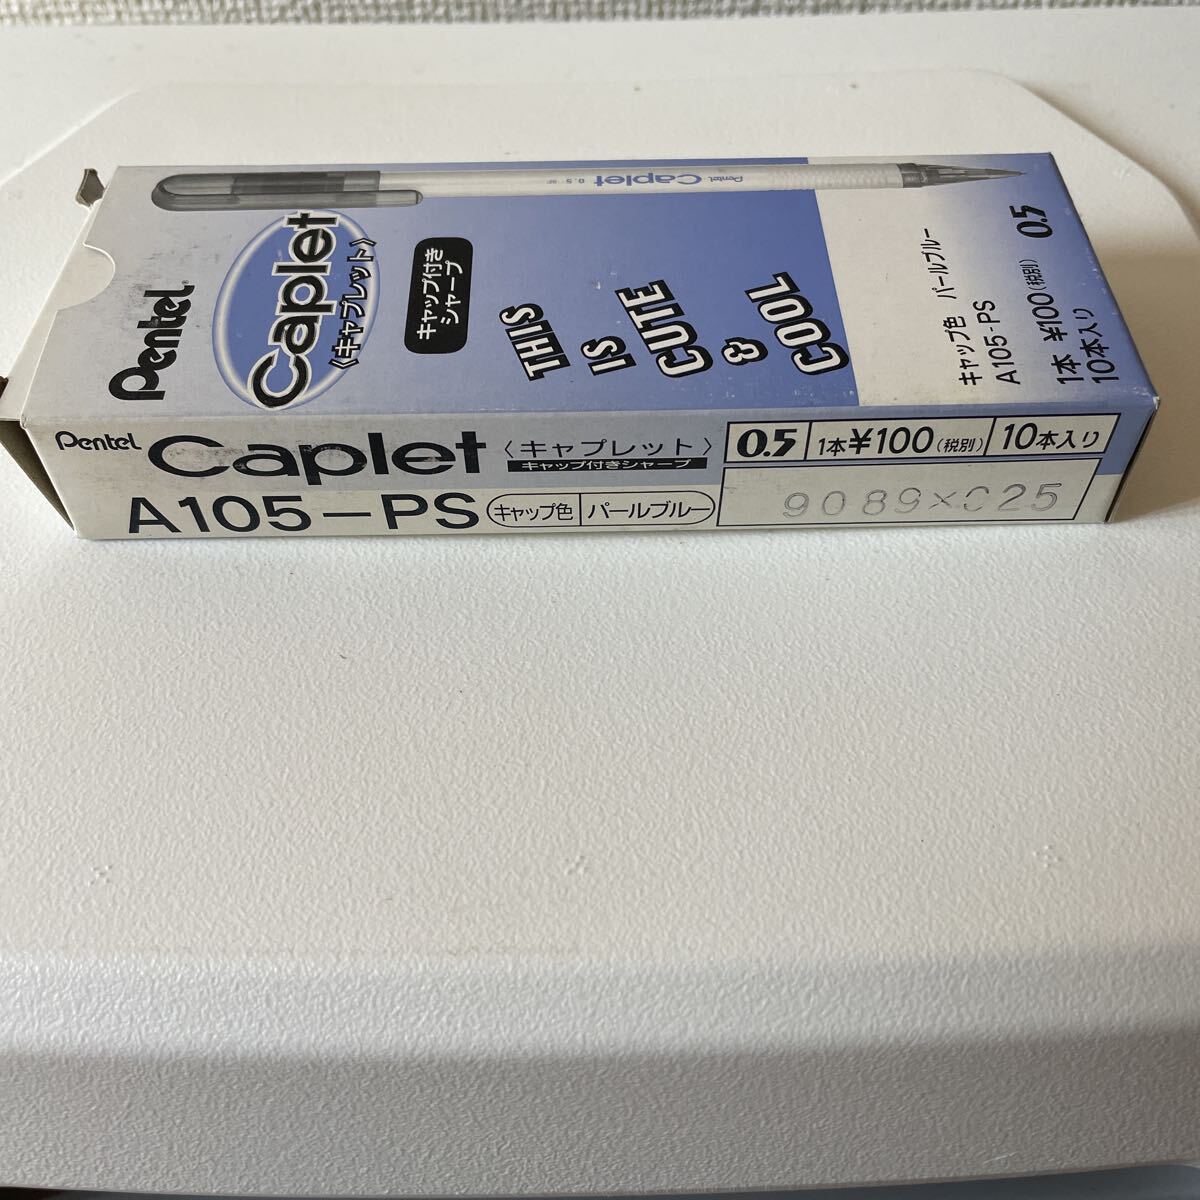 Pentel
Caplet
〈キャプレット〉
キャップ付き
シャープ
Pentel Caplet 0.5
THIS
IS
CUTE
&
COOL
キャップ色 パールブルー
A105-PS
1本 ¥100(税別) 0.5
10本入り
Pentel Caplet 〈キャプレット〉
キャップ付きシャープ
0.5 1本¥100(税別) 10本入り
A105-PS キャップ色 パールブルー
9089×025